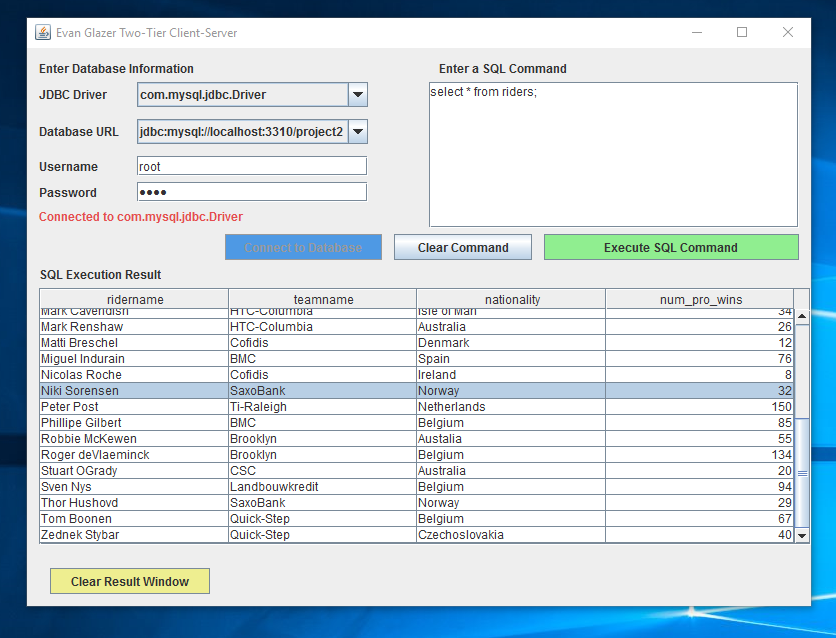 Evan Glazer Two-Tier Client-Server
Enter Database Information
JDBC Driver com.mysql.jdbc.Driver
Database URL jdbc:mysql://localhost:3310/project2
Username root
Password ••••
Connected to com.mysql.jdbc.Driver
Enter a SQL Command
select * from riders;
Connect to Database Clear Command Execute SQL Command
SQL Execution Result
ridername teamname nationality num_pro_wins
Mark Cavendish HTC-Columbia Isle of Man 34
Mark Renshaw HTC-Columbia Australia 26
Matti Breschel Cofidis Denmark 12
Miguel Indurain BMC Spain 76
Nicolas Roche Cofidis Ireland 8
Niki Sorensen SaxoBank Norway 32
Peter Post Ti-Raleigh Netherlands 150
Phillipe Gilbert BMC Belgium 85
Robbie McKewen Brooklyn Austalia 55
Roger deVlaeminck Brooklyn Belgium 134
Stuart OGrady CSC Australia 20
Sven Nys Landbouwkredit Belgium 94
Thor Hushovd SaxoBank Norway 29
Tom Boonen Quick-Step Belgium 67
Zednek Stybar Quick-Step Czechoslovakia 40
Clear Result Window